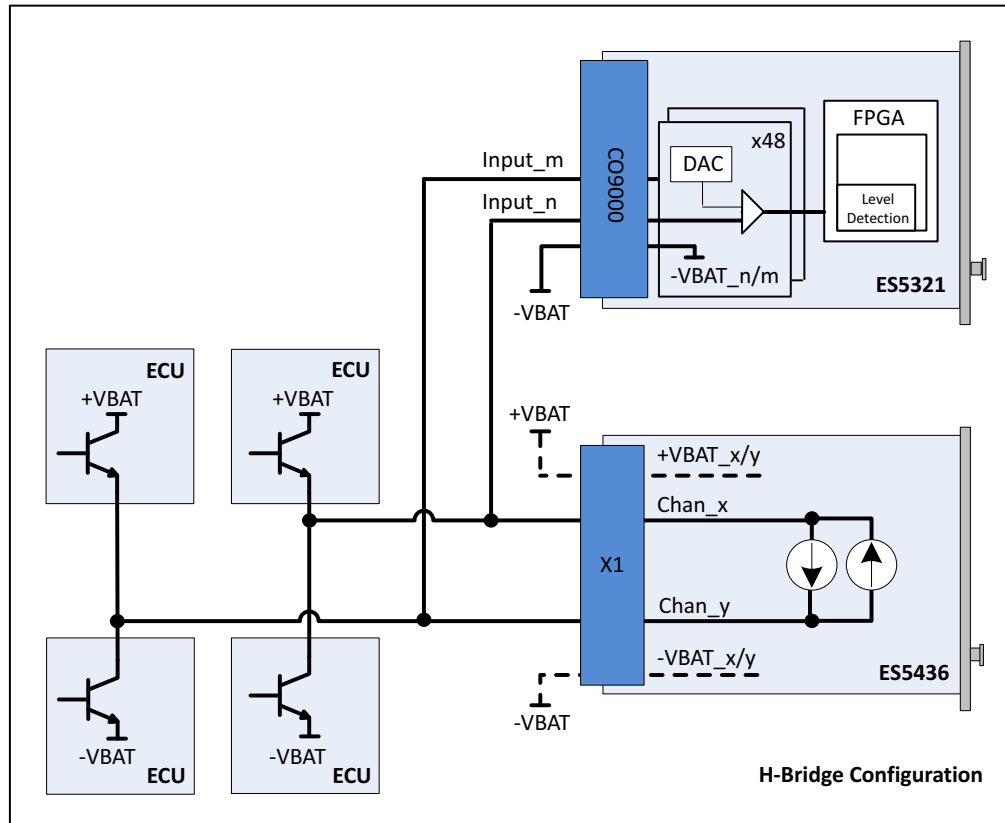 FPGA
x48
DAC
Input_m
Input_n
CO9000
Level
Detection
-VBAT_n/m
ES5321
-VBAT
ECU
+VBAT
ECU
+VBAT
+VBAT
+VBAT_x/y
Chan_x
X1
Chan_y
-VBAT_x/y
ES5436
-VBAT
-VBAT
ECU
-VBAT
ECU
H-Bridge Configuration